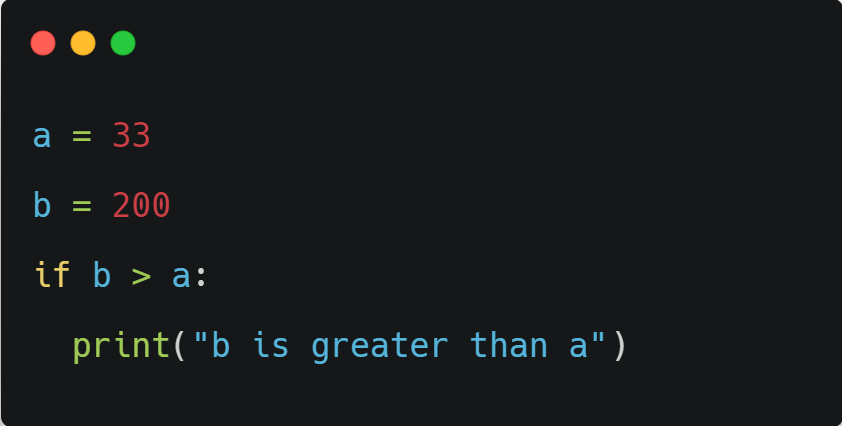 a = 33
b = 200
if b > a:
  print("b is greater than a")